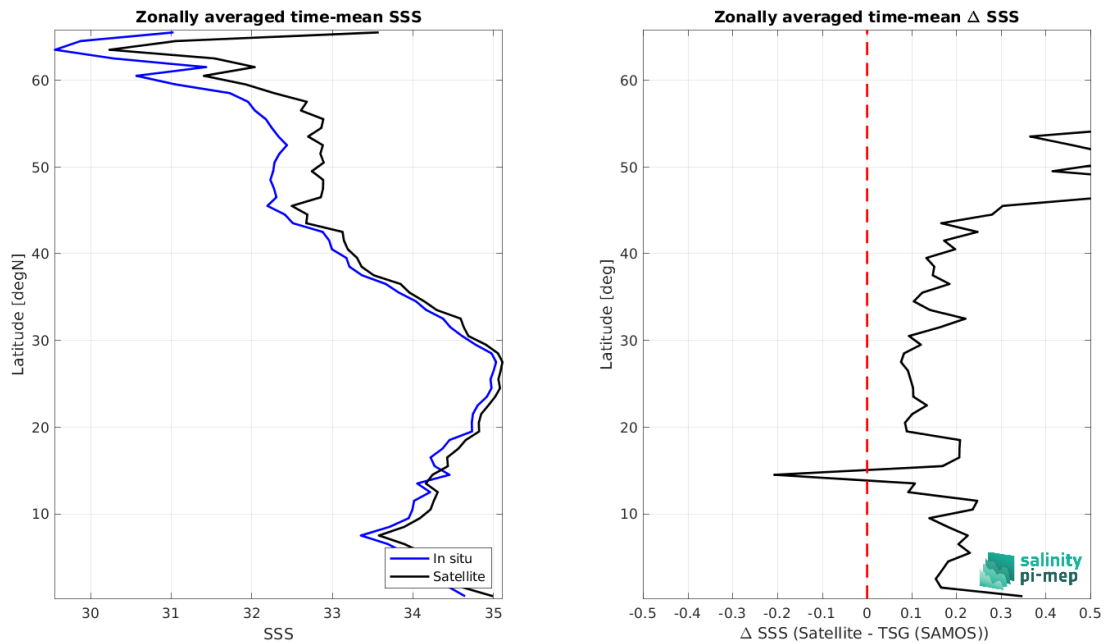 Zonally averaged time-mean SSS
Latitude [degN]
60
50
40
30
20
10
30
31
32
33
34
35
SSS
In situ
Satellite
Zonally averaged time-mean Δ SSS
Latitude [deg]
60
50
40
30
20
10
-0.5
-0.4
-0.3
-0.2
-0.1
0
0.1
0.2
0.3
0.4
0.5
Δ SSS (Satellite - TSG (SAMOS))
salinity
pi-mep